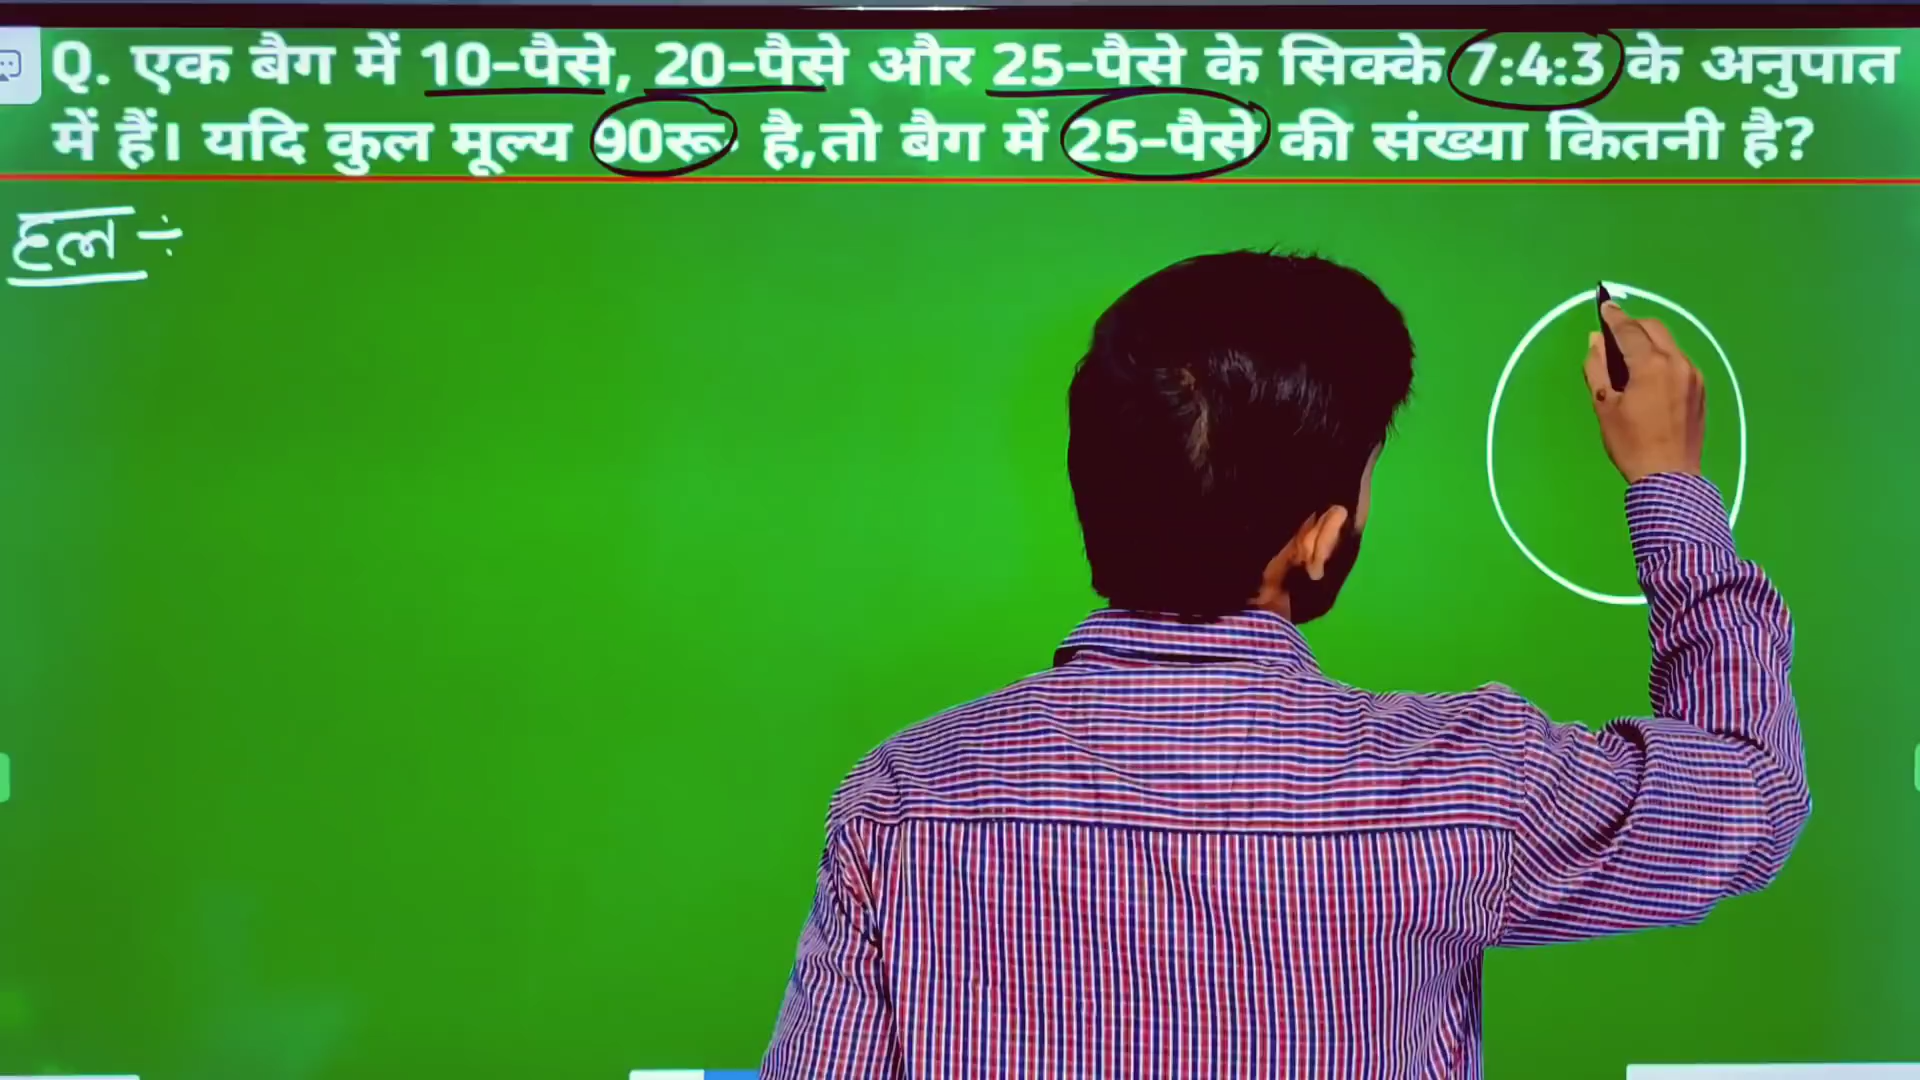 Q. एक बैग में 10-पैसे, 20-पैसे और 25-पैसे के सिक्के 7:4:3 के अनुपात
में हैं। यदि कुल मूल्य 90रू है,तो बैग में 25-पैसे की संख्या कितनी है?
हल ÷